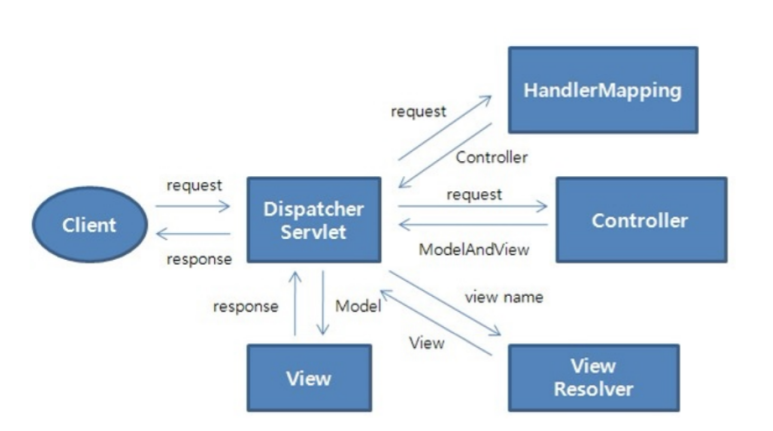 HandlerMapping
request
Controller
request
request
Client
Dispatcher
Servlet
Controller
response
ModelAndView
response
Model
view name
View
View
View
Resolver